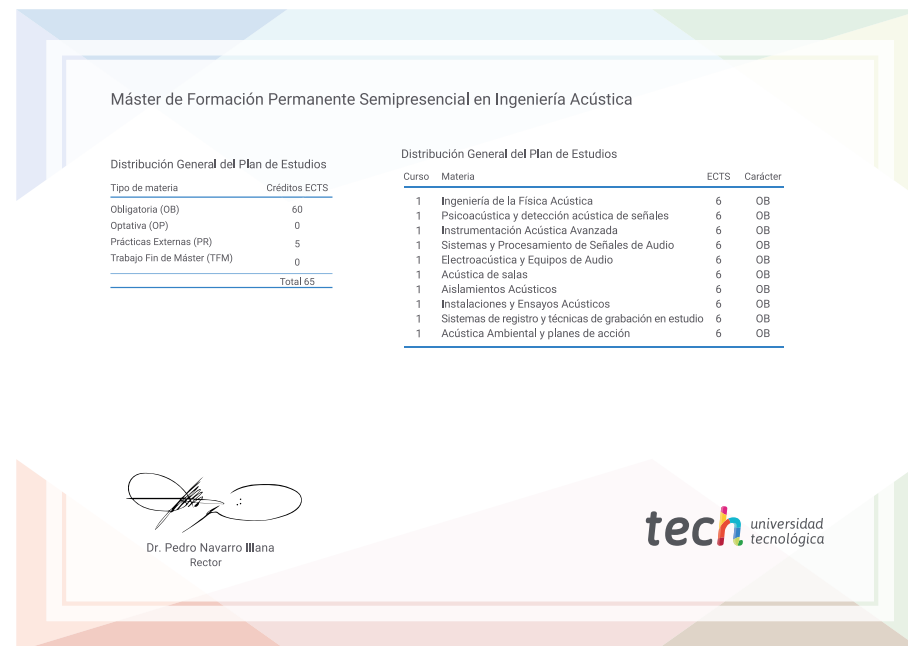 Máster de Formación Permanente Semipresencial en Ingeniería Acústica
Distribución General del Plan de Estudios
Tipo de materia Créditos ECTS
Obligatoria (OB) 60
Optativa (OP) 0
Prácticas Externas (PR) 5
Trabajo Fin de Máster (TFM) 0
Total 65
Distribución General del Plan de Estudios
Curso Materia ECTS Carácter
1 Ingeniería de la Física Acústica 6 OB
1 Psicoacústica y detección acústica de señales 6 OB
1 Instrumentación Acústica Avanzada 6 OB
1 Sistemas y Procesamiento de Señales de Audio 6 OB
1 Electroacústica y Equipos de Audio 6 OB
1 Acústica de salas 6 OB
1 Aislamientos Acústicos 6 OB
1 Instalaciones y Ensayos Acústicos 6 OB
1 Sistemas de registro y técnicas de grabación en estudio 6 OB
1 Acústica Ambiental y planes de acción 6 OB
Dr. Pedro Navarro Illana
Rector
tech universidad
tecnológica